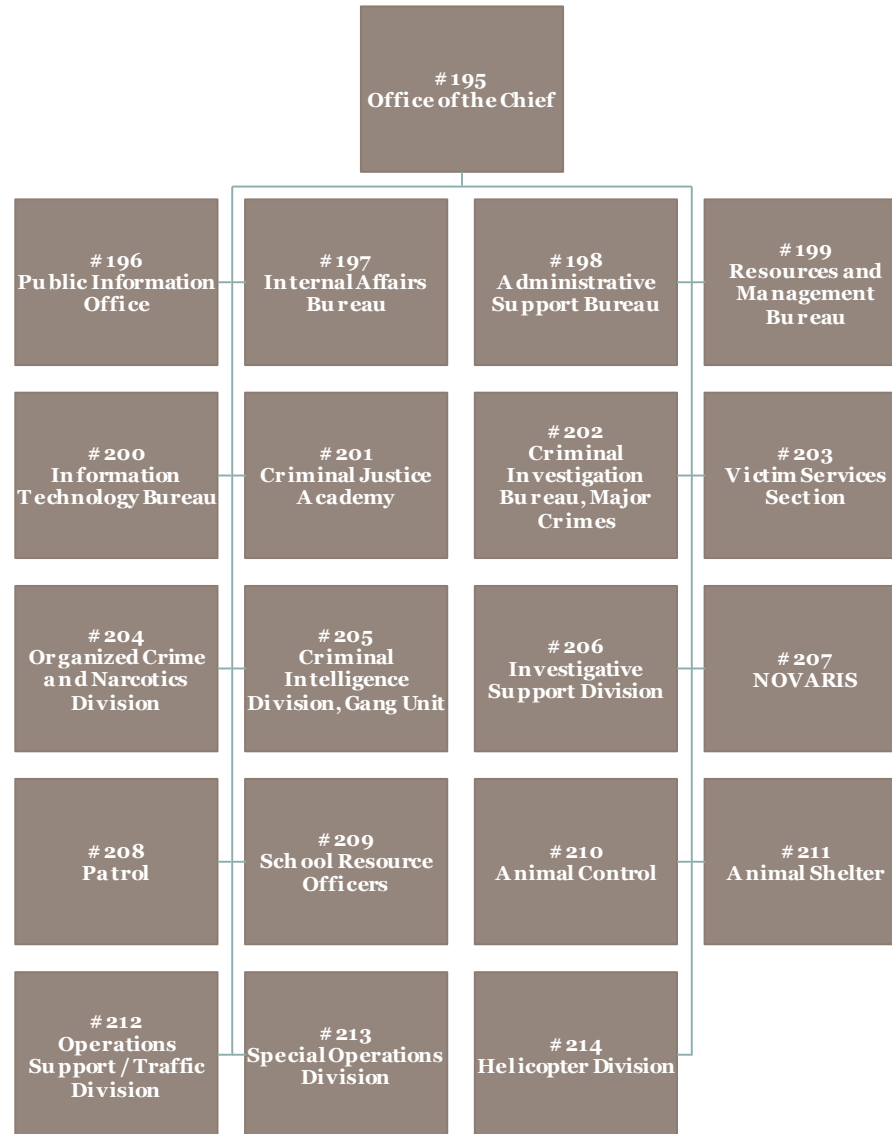 #195
Office of the Chief
#196
Public Information
Office
#197
Internal Affairs
Bureau
#198
Administrative
Support Bureau
#199
Resources and
Management
Bureau
#200
Information
Technology Bureau
#201
Criminal Justice
Academy
#202
Criminal
Investigation
Bureau, Major
Crimes
#203
Victim Services
Section
#204
Organized Crime
and Narcotics
Division
#205
Criminal
Intelligence
Division, Gang Unit
#206
Investigative
Support Division
#207
NOVARIS
#208
Patrol
#209
School Resource
Officers
#210
Animal Control
#211
Animal Shelter
#212
Operations
Support / Traffic
Division
#213
Special Operations
Division
#214
Helicopter Division